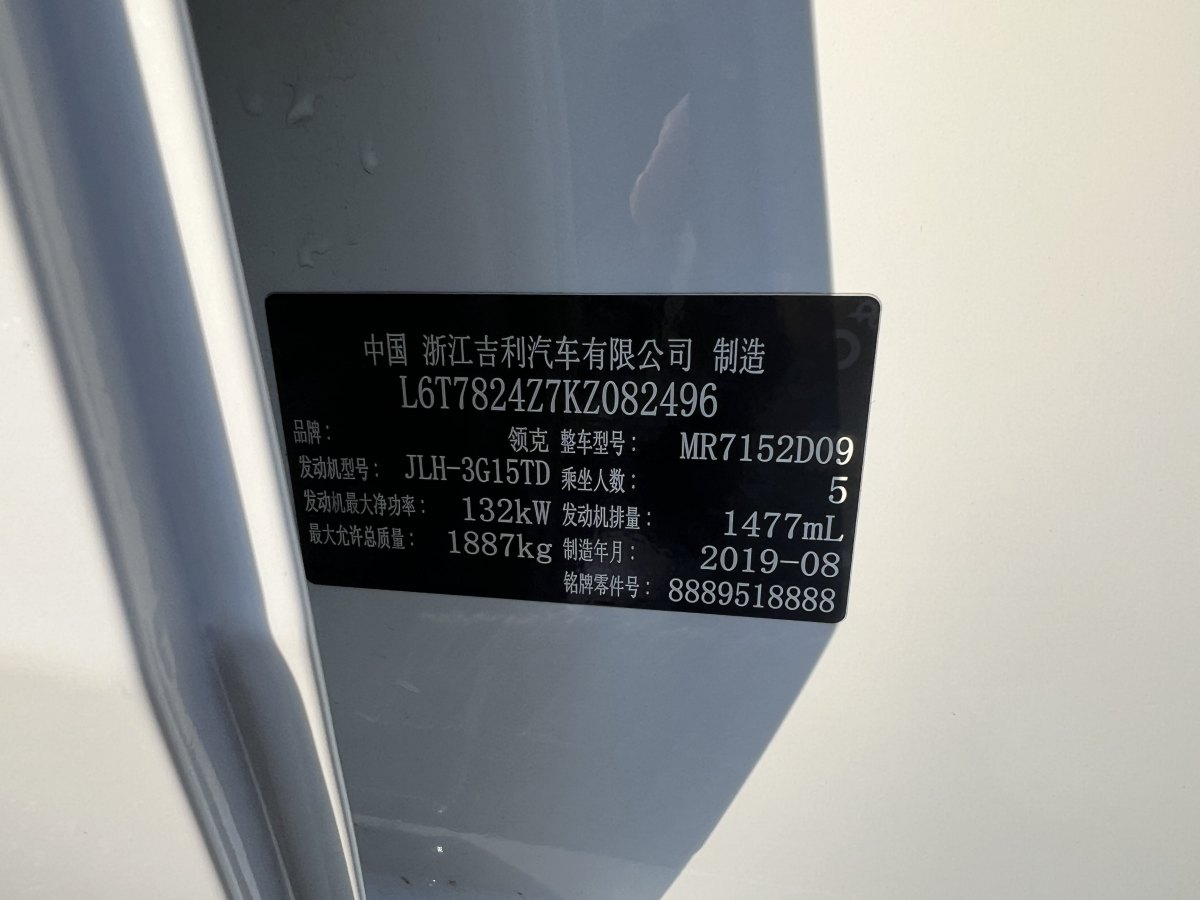 中国 浙江吉利汽车有限公司 制造
L6T7824Z7KZ082496
品牌： 领克 整车型号： MR7152D09
发动机型号： JLH-3G15TD 乘坐人数： 5
发动机最大净功率： 132kW 发动机排量： 1477mL
最大允许总质量： 1887kg 制造年月： 2019-08
铭牌零件号： 8889518888